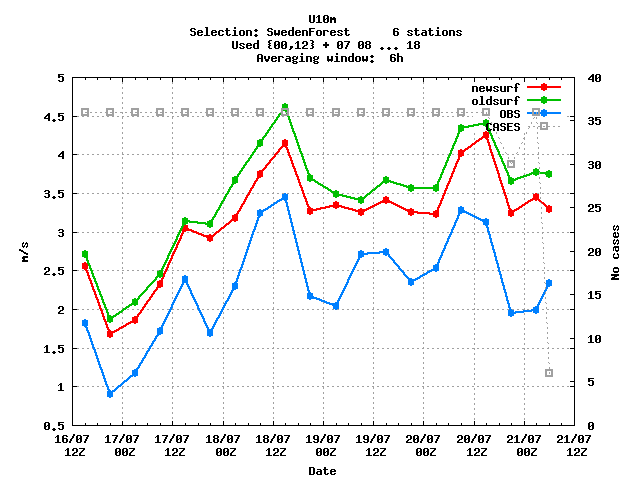 U10m
Selection: SwedenForest 6 stations
Used {00,12} + 07 08 ... 18
Averaging window: 6h
5 40
newsurf
oldsurf
OBS
CASES
4.5 35
4 30
3.5 25
3 20
2.5 15
2 10
1.5 5
1
0.5 0
m/s
No cases
16/07 17/07 17/07 18/07 18/07 19/07 19/07 20/07 20/07 21/07 21/07
12Z 00Z 12Z 00Z 12Z 00Z 12Z 00Z 12Z 00Z 12Z
Date